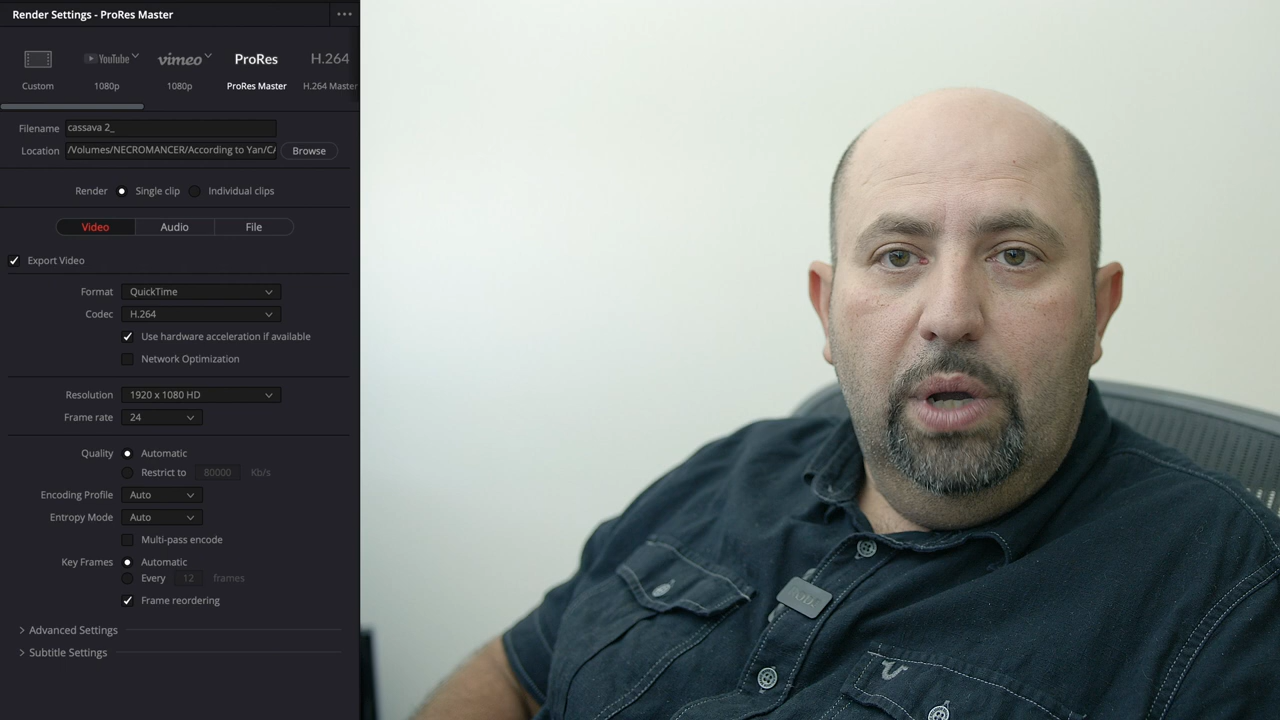 Render Settings - ProRes Master
YouTube vimeo ProRes H.264
Custom 1080p 1080p ProRes Master H.264 Master
Filename cassava 2_
Location /Volumes/NECROMANCER/According to Yan/C/ Browse
Render Single clip Individual clips
Video Audio File
Export Video
Format QuickTime
Codec H.264
Use hardware acceleration if available
Network Optimization
Resolution 1920 x 1080 HD
Frame rate 24
Quality Automatic
Restrict to 80000 Kb/s
Encoding Profile Auto
Entropy Mode Auto
Multi-pass encode
Key Frames Automatic
Every 12 frames
Frame reordering
Advanced Settings
Subtitle Settings